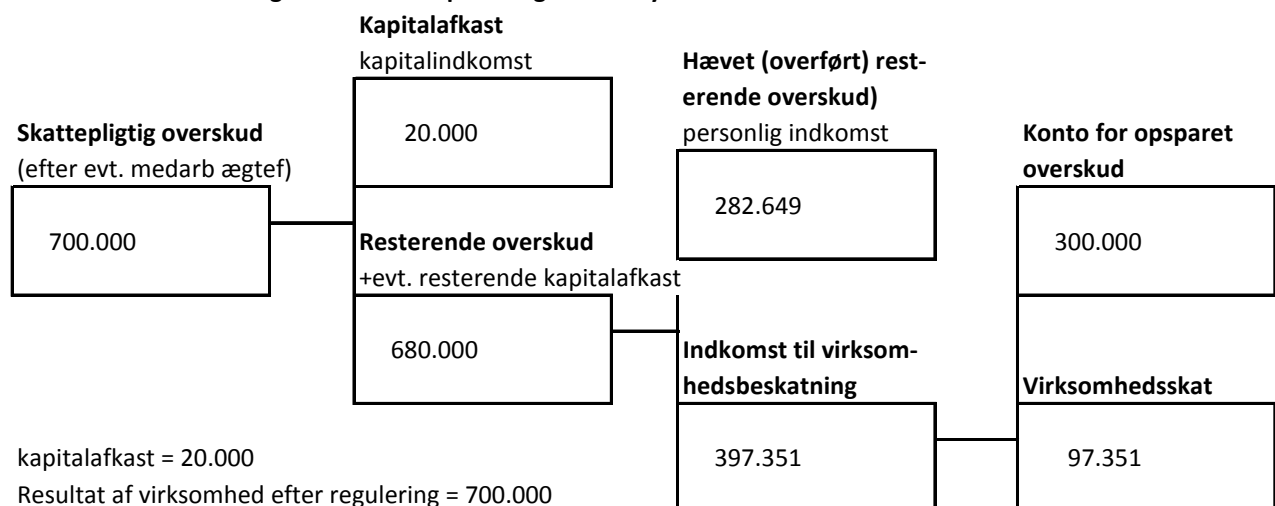 Kapitalafkast
kapitalindkomst
20.000
Hævet (overført) rest-
erende overskud)
personlig indkomst
282.649
Skattepligtig overskud
(efter evt. medarb ægtef)
700.000
Resterende overskud
+evt. resterende kapitalafkast
680.000
Konto for opsparet
overskud
300.000
Indkomst til virksom-
hedsbeskatning
397.351
Virksomhedsskat
97.351
kapitalafkast = 20.000
Resultat af virksomhed efter regulering = 700.000